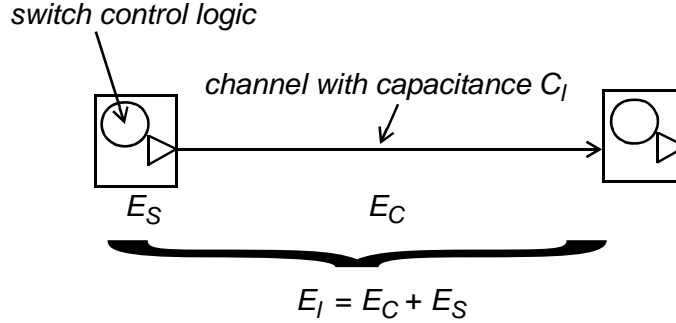 switch control logic
channel with capacitance C_l
E_S
E_C
E_l = E_C + E_S